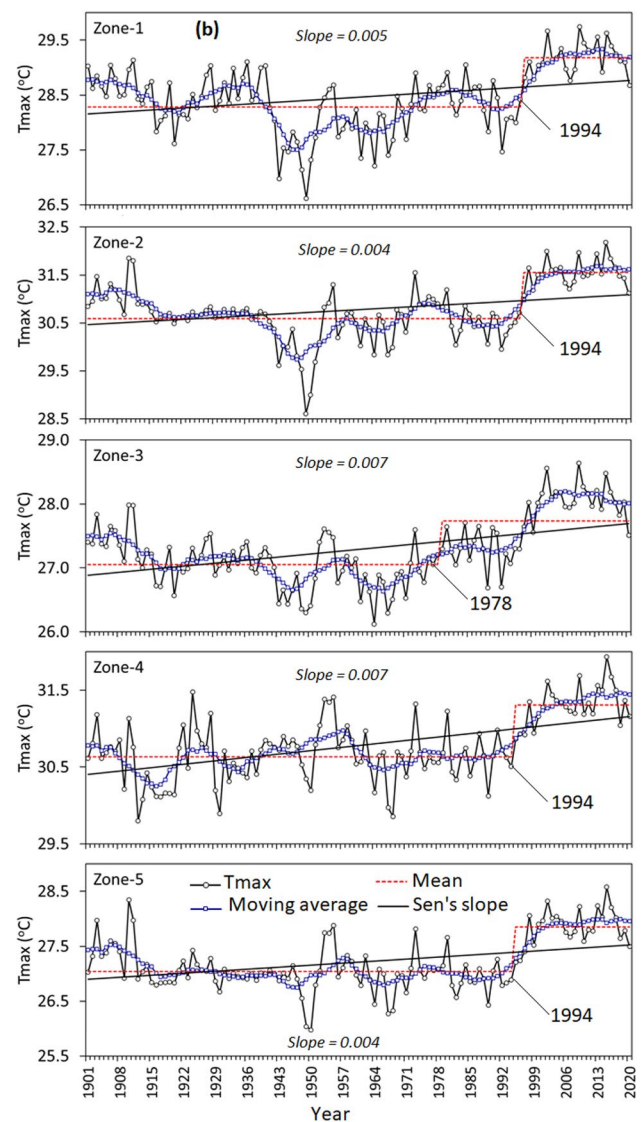 Zone-1
(b)
Slope = 0.005
Tmax (°C)
29.5
28.5
27.5
26.5
1994
Zone-2
Slope = 0.004
Tmax (°C)
32.5
31.5
30.5
29.5
28.5
1994
Zone-3
Slope = 0.007
Tmax (°C)
29.0
28.0
27.0
26.0
1978
Zone-4
Slope = 0.007
Tmax (°C)
31.5
30.5
29.5
1994
Zone-5
Tmax
Mean
Moving average
Sen's slope
Tmax (°C)
28.5
27.5
26.5
25.5
1994
Slope = 0.004
1901 1908 1915 1922 1929 1936 1943 1950 1957 1964 1971 1978 1985 1992 1999 2006 2013 2020
Year